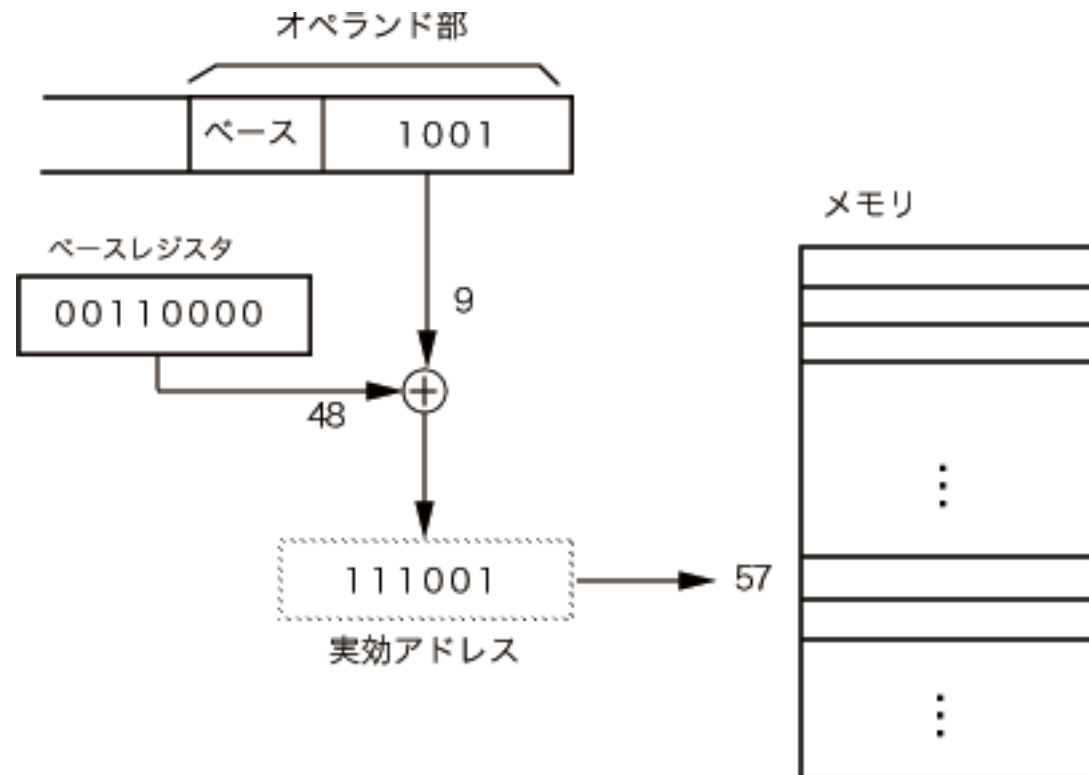 オペランド部
ベース 1001
メモリ
ベースレジスタ
00110000
9
48
111001
57
実効アドレス